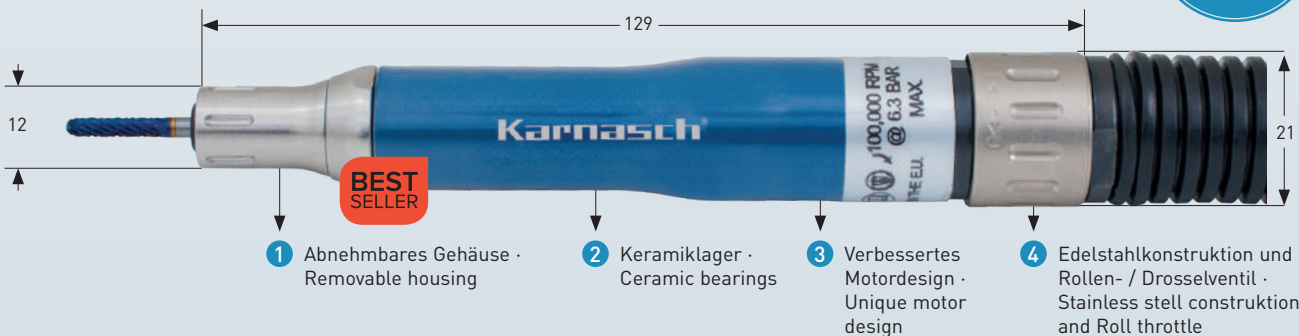 129
12
Karnasch®
100,000 RPM
@ 6.3 BAR
MAX.
THE E.U.
21
BEST
SELLER
1 Abnehmbares Gehäuse ·
Removable housing
2 Keramiklager ·
Ceramic bearings
3 Verbessertes
Motordesign ·
Unique motor
design
4 Edelstahlkonstruktion und
Rollen- / Drosselventil ·
Stainless stell construktion
and Roll throttle